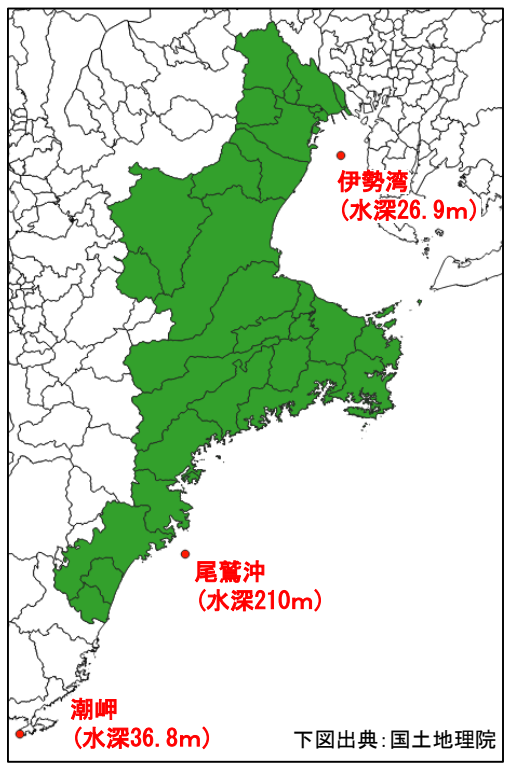 伊勢湾
(水深26.9m)
尾鷲沖
(水深210m)
潮岬
(水深36.8m)
下図出典:国土地理院